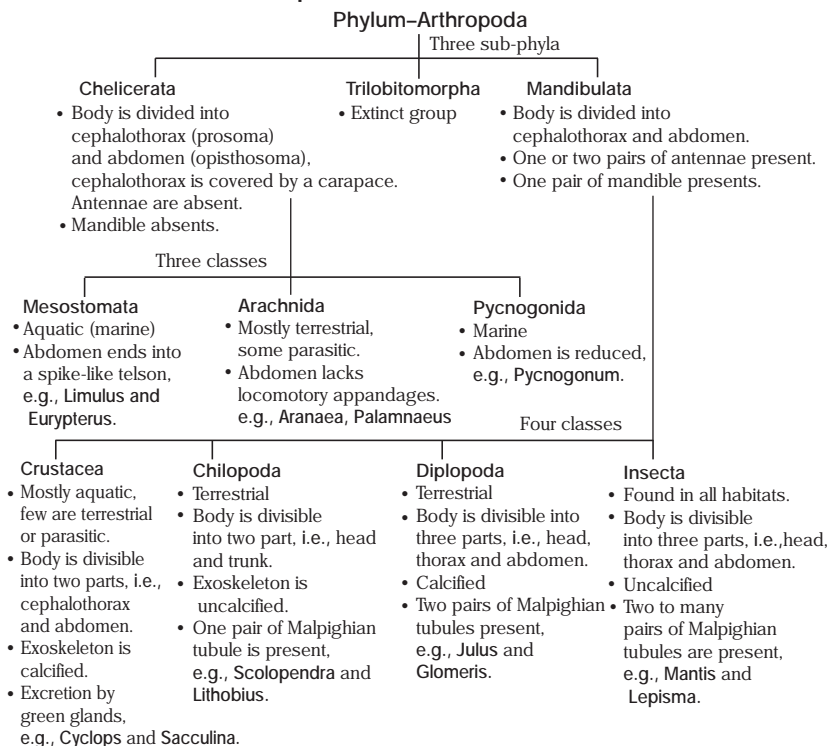 Phylum–Arthropoda
Three sub-phyla
Chelicerata
• Body is divided into
cephalothorax (prosoma)
and abdomen (opisthosoma),
cephalothorax is covered by a carapace.
Antennae are absent.
• Mandible absents.
Trilobitomorpha
• Extinct group
Mandibulata
• Body is divided into
cephalothorax and abdomen.
• One or two pairs of antennae present.
• One pair of mandible presents.
Three classes
Mesostomata
• Aquatic (marine)
• Abdomen ends into
a spike-like telson,
e.g., Limulus and
Eurypterus.
Arachnida
• Mostly terrestrial,
some parasitic.
• Abdomen lacks
locomotory appandages.
e.g., Aranaea, Palamnaeus
Pycnogonida
• Marine
• Abdomen is reduced,
e.g., Pycnogonum.
Four classes
Crustacea
• Mostly aquatic,
few are terrestrial
or parasitic.
• Body is divisible
into two parts, i.e.,
cephalothorax
and abdomen.
• Exoskeleton is
calcified.
• Excretion by
green glands,
e.g., Cyclops and Sacculina.
Chilopoda
• Terrestrial
• Body is divisible
into two part, i.e., head
and trunk.
• Exoskeleton is
uncalcified.
• One pair of Malpighian
tubule is present,
e.g., Scolopendra and
Lithobius.
Diplopoda
• Terrestrial
• Body is divisible into
three parts, i.e., head,
thorax and abdomen.
• Calcified
• Two pairs of Malpighian
tubules present,
e.g., Julus and
Glomeris.
Insecta
• Found in all habitats.
• Body is divisible
into three parts, i.e.,head,
thorax and abdomen.
• Uncalcified
• Two to many
pairs of Malpighian
tubules are present,
e.g., Mantis and
Lepisma.